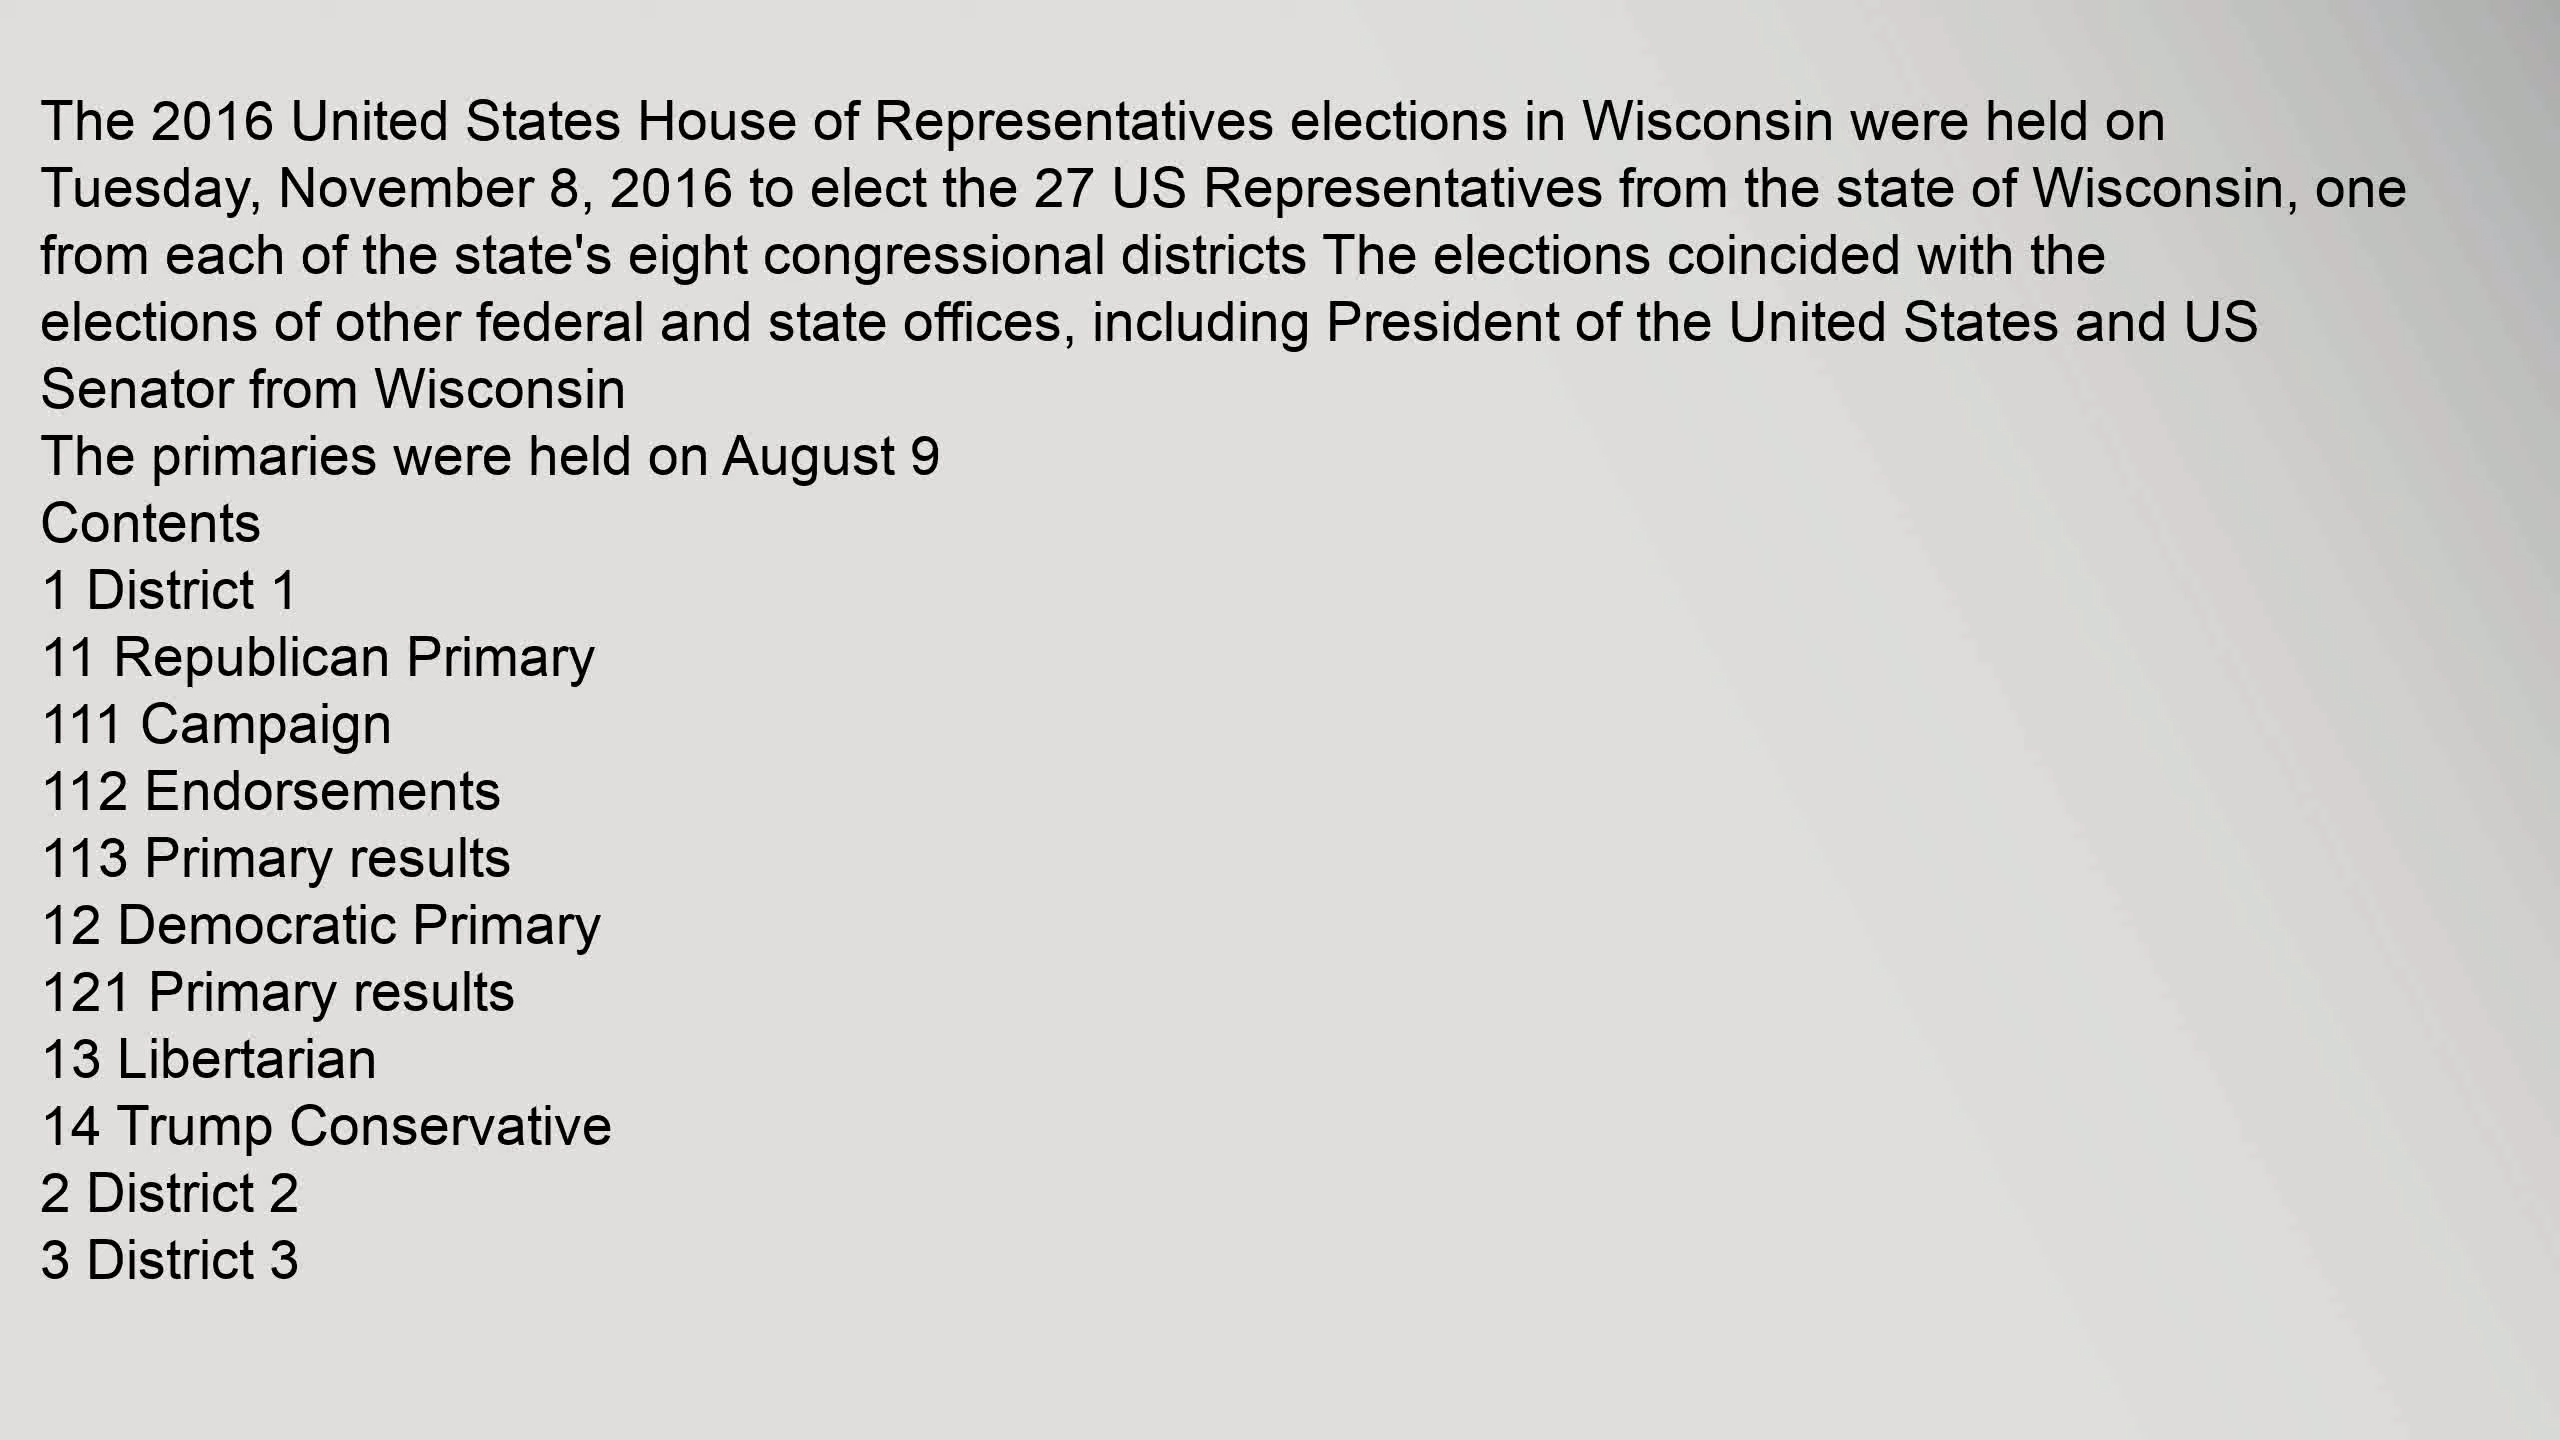 The 2016 United States House of Representatives elections in Wisconsin were held on
Tuesday, November 8, 2016 to elect the 27 US Representatives from the state of Wisconsin, one
from each of the state's eight congressional districts The elections coincided with the
elections of other federal and state offices, including President of the United States and US
Senator from Wisconsin
The primaries were held on August 9
Contents
1 District 1
11 Republican Primary
111 Campaign
112 Endorsements
113 Primary results
12 Democratic Primary
121 Primary results
13 Libertarian
14 Trump Conservative
2 District 2
3 District 3